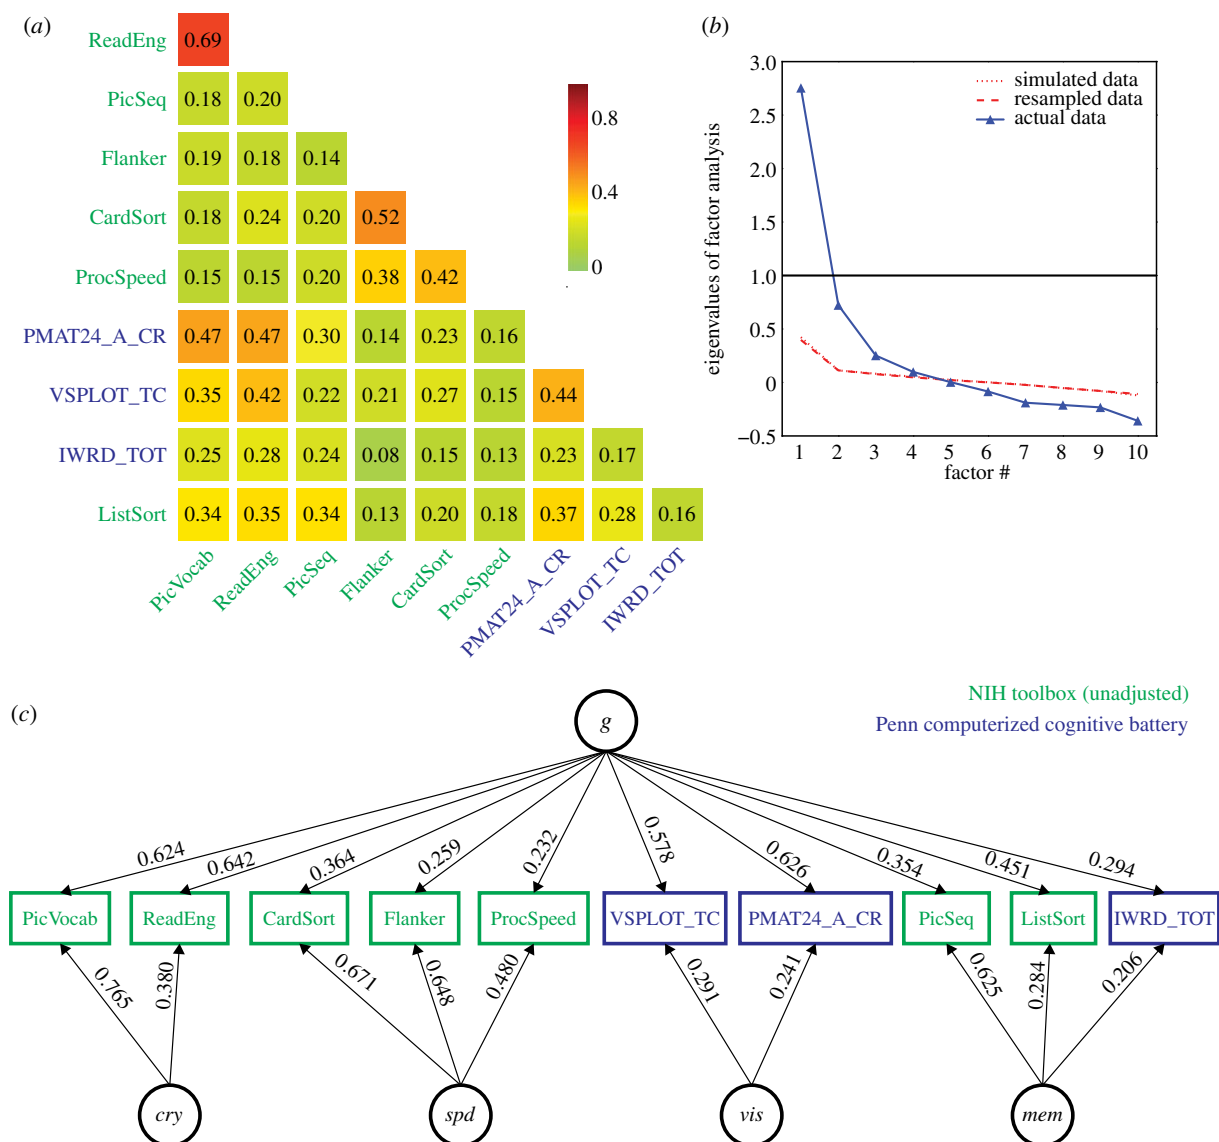 (a)
ReadEng 0.69
PicSeq 0.18 0.20
Flanker 0.19 0.18 0.14
CardSort 0.18 0.24 0.20 0.52
ProcSpeed 0.15 0.15 0.20 0.38 0.42
PMAT24_A_CR 0.47 0.47 0.30 0.14 0.23 0.16
VSPLOT_TC 0.35 0.42 0.22 0.21 0.27 0.15 0.44
IWRD_TOT 0.25 0.28 0.24 0.08 0.15 0.13 0.23 0.17
ListSort 0.34 0.35 0.34 0.13 0.20 0.18 0.37 0.28 0.16
PicVocab ReadEng PicSeq Flanker CardSort ProcSpeed PMAT24_A_CR VSPLOT_TC IWRD_TOT
0.8
0.4
0
(b)
eigenvalues of factor analysis
3.0
2.5
2.0
1.5
1.0
0.5
0
−0.5
simulated data
resampled data
actual data
1 2 3 4 5 6 7 8 9 10
factor #
(c)
NIH toolbox (unadjusted)
Penn computerized cognitive battery
g
0.624 0.642 0.364 0.259 0.232 0.578 0.626 0.354 0.451 0.294
PicVocab ReadEng CardSort Flanker ProcSpeed VSPLOT_TC PMAT24_A_CR PicSeq ListSort IWRD_TOT
0.765 0.380 0.671 0.648 0.480 0.291 0.241 0.625 0.284 0.206
cry spd vis mem